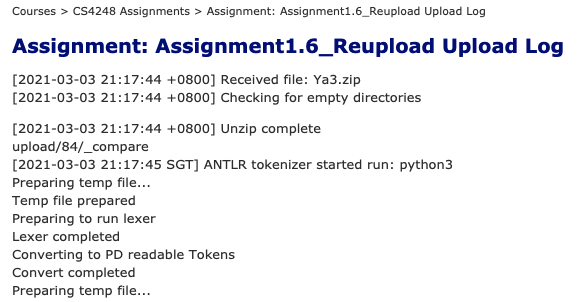 Courses > CS4248 Assignments > Assignment: Assignment1.6_Reupload Upload Log
Assignment: Assignment1.6_Reupload Upload Log
[2021-03-03 21:17:44 +0800] Received file: Ya3.zip
[2021-03-03 21:17:44 +0800] Checking for empty directories
[2021-03-03 21:17:44 +0800] Unzip complete
upload/84/_compare
[2021-03-03 21:17:45 SGT] ANTLR tokenizer started run: python3
Preparing temp file...
Temp file prepared
Preparing to run lexer
Lexer completed
Converting to PD readable Tokens
Convert completed
Preparing temp file...